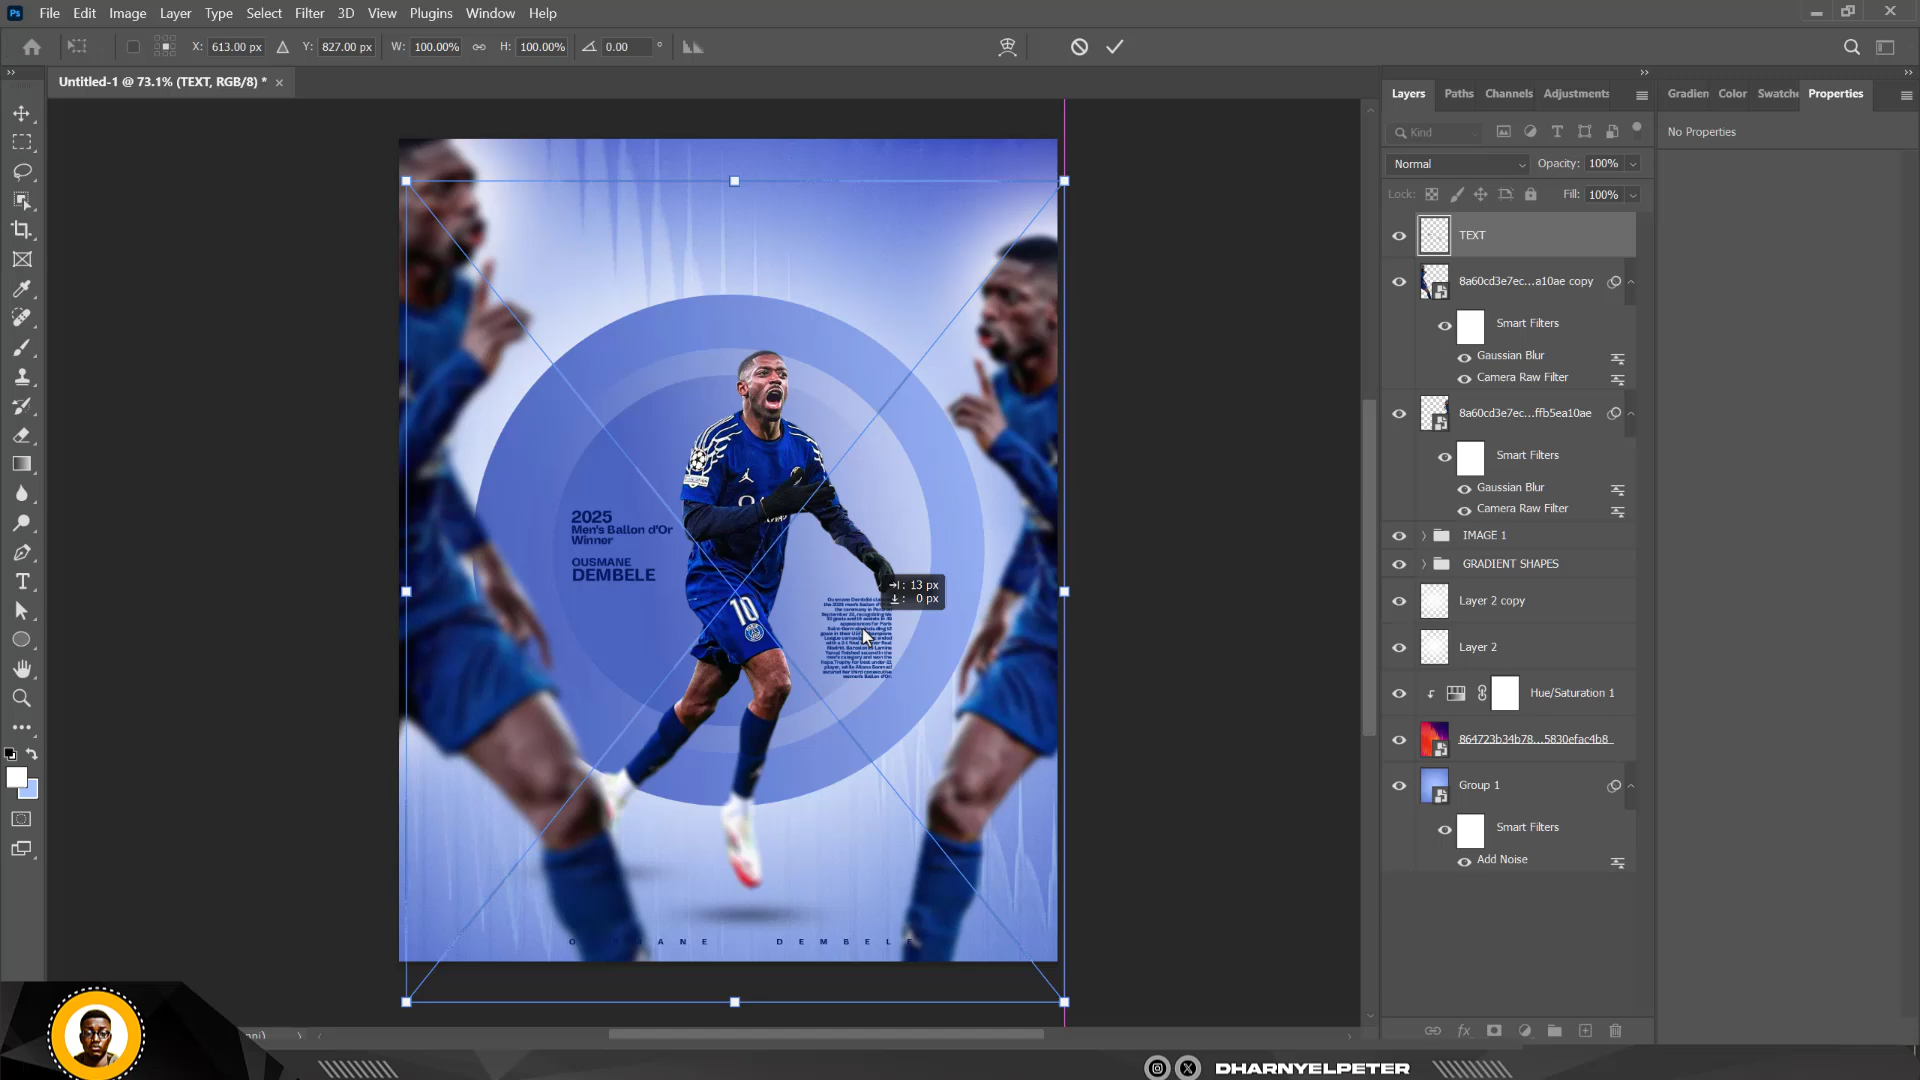 Ps File Edit Image Layer Type Select Filter 3D View Plugins Window Help
X: 613.00 px Y: 827.00 px W: 100.00% H: 100.00% 0.00 °
Untitled-1 @ 73.1% (TEXT, RGB/8) * ×
Layers Paths Channels Adjustments
Gradien Color Swatche Properties
No Properties
Kind
Normal Opacity: 100%
Lock: Fill: 100%
TEXT
8a60cd3e7ec...a10ae copy
Smart Filters
Gaussian Blur
Camera Raw Filter
8a60cd3e7ec...ffb5ea10ae
Smart Filters
Gaussian Blur
Camera Raw Filter
IMAGE 1
GRADIENT SHAPES
Layer 2 copy
Layer 2
Hue/Saturation 1
864723b34b78...5830efac4b8
Group 1
Smart Filters
Add Noise
2025
Men's Ballon d'Or
Winner
OUSMANE
DEMBELE
10
: 13 px
: 0 px
DEMBELE
DHARNYELPETER